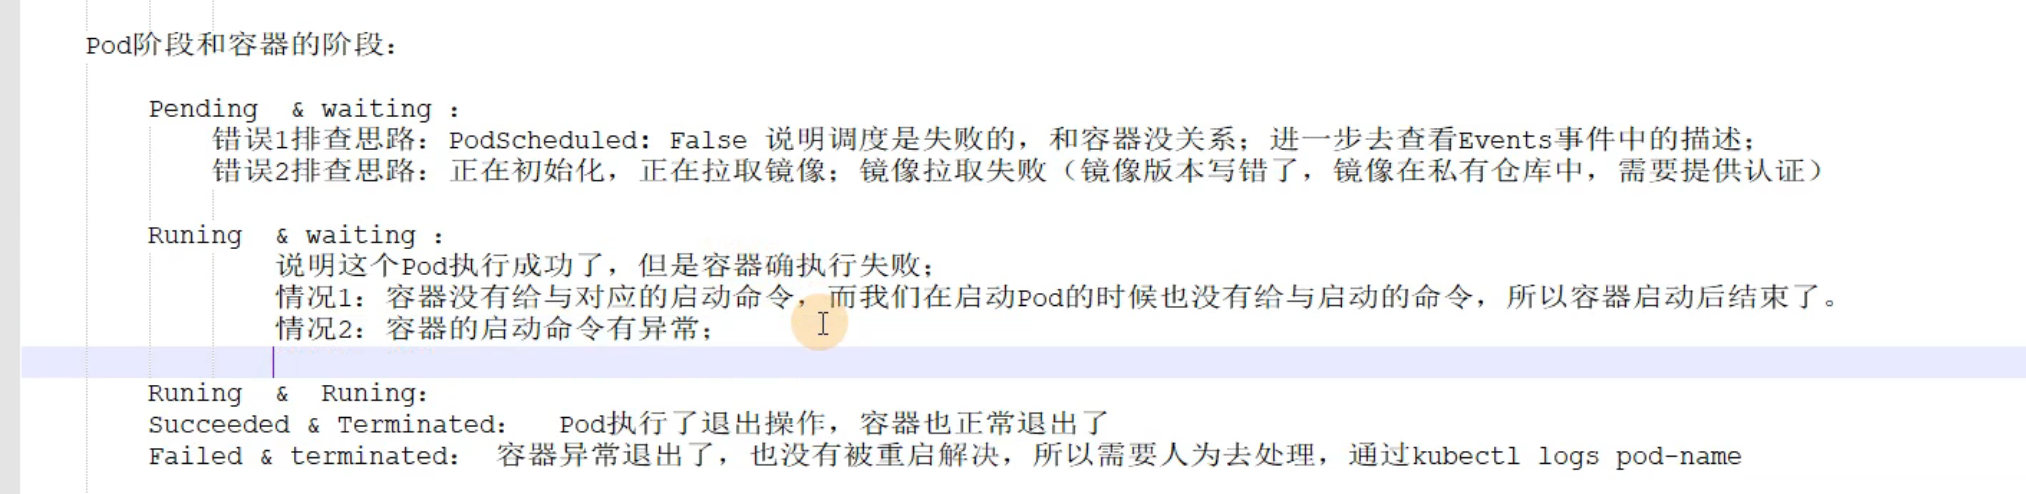 Pod阶段和容器的阶段：
Pending & waiting :
错误1排查思路：PodScheduled: False 说明调度是失败的，和容器没关系；进一步去查看Events事件中的描述；
错误2排查思路：正在初始化，正在拉取镜像；镜像拉取失败（镜像版本写错了，镜像在私有仓库中，需要提供认证）
Runing & waiting :
说明这个Pod执行成功了，但是容器确执行失败；
情况1：容器没有给与对应的启动命令，而我们在启动Pod的时候也没有给与启动的命令，所以容器启动后结束了。
情况2：容器的启动命令有异常；
Runing & Runing：
Succeeded & Terminated： Pod执行了退出操作，容器也正常退出了
Failed & terminated： 容器异常退出了，也没有被重启解决，所以需要人为去处理，通过kubectl logs pod-name